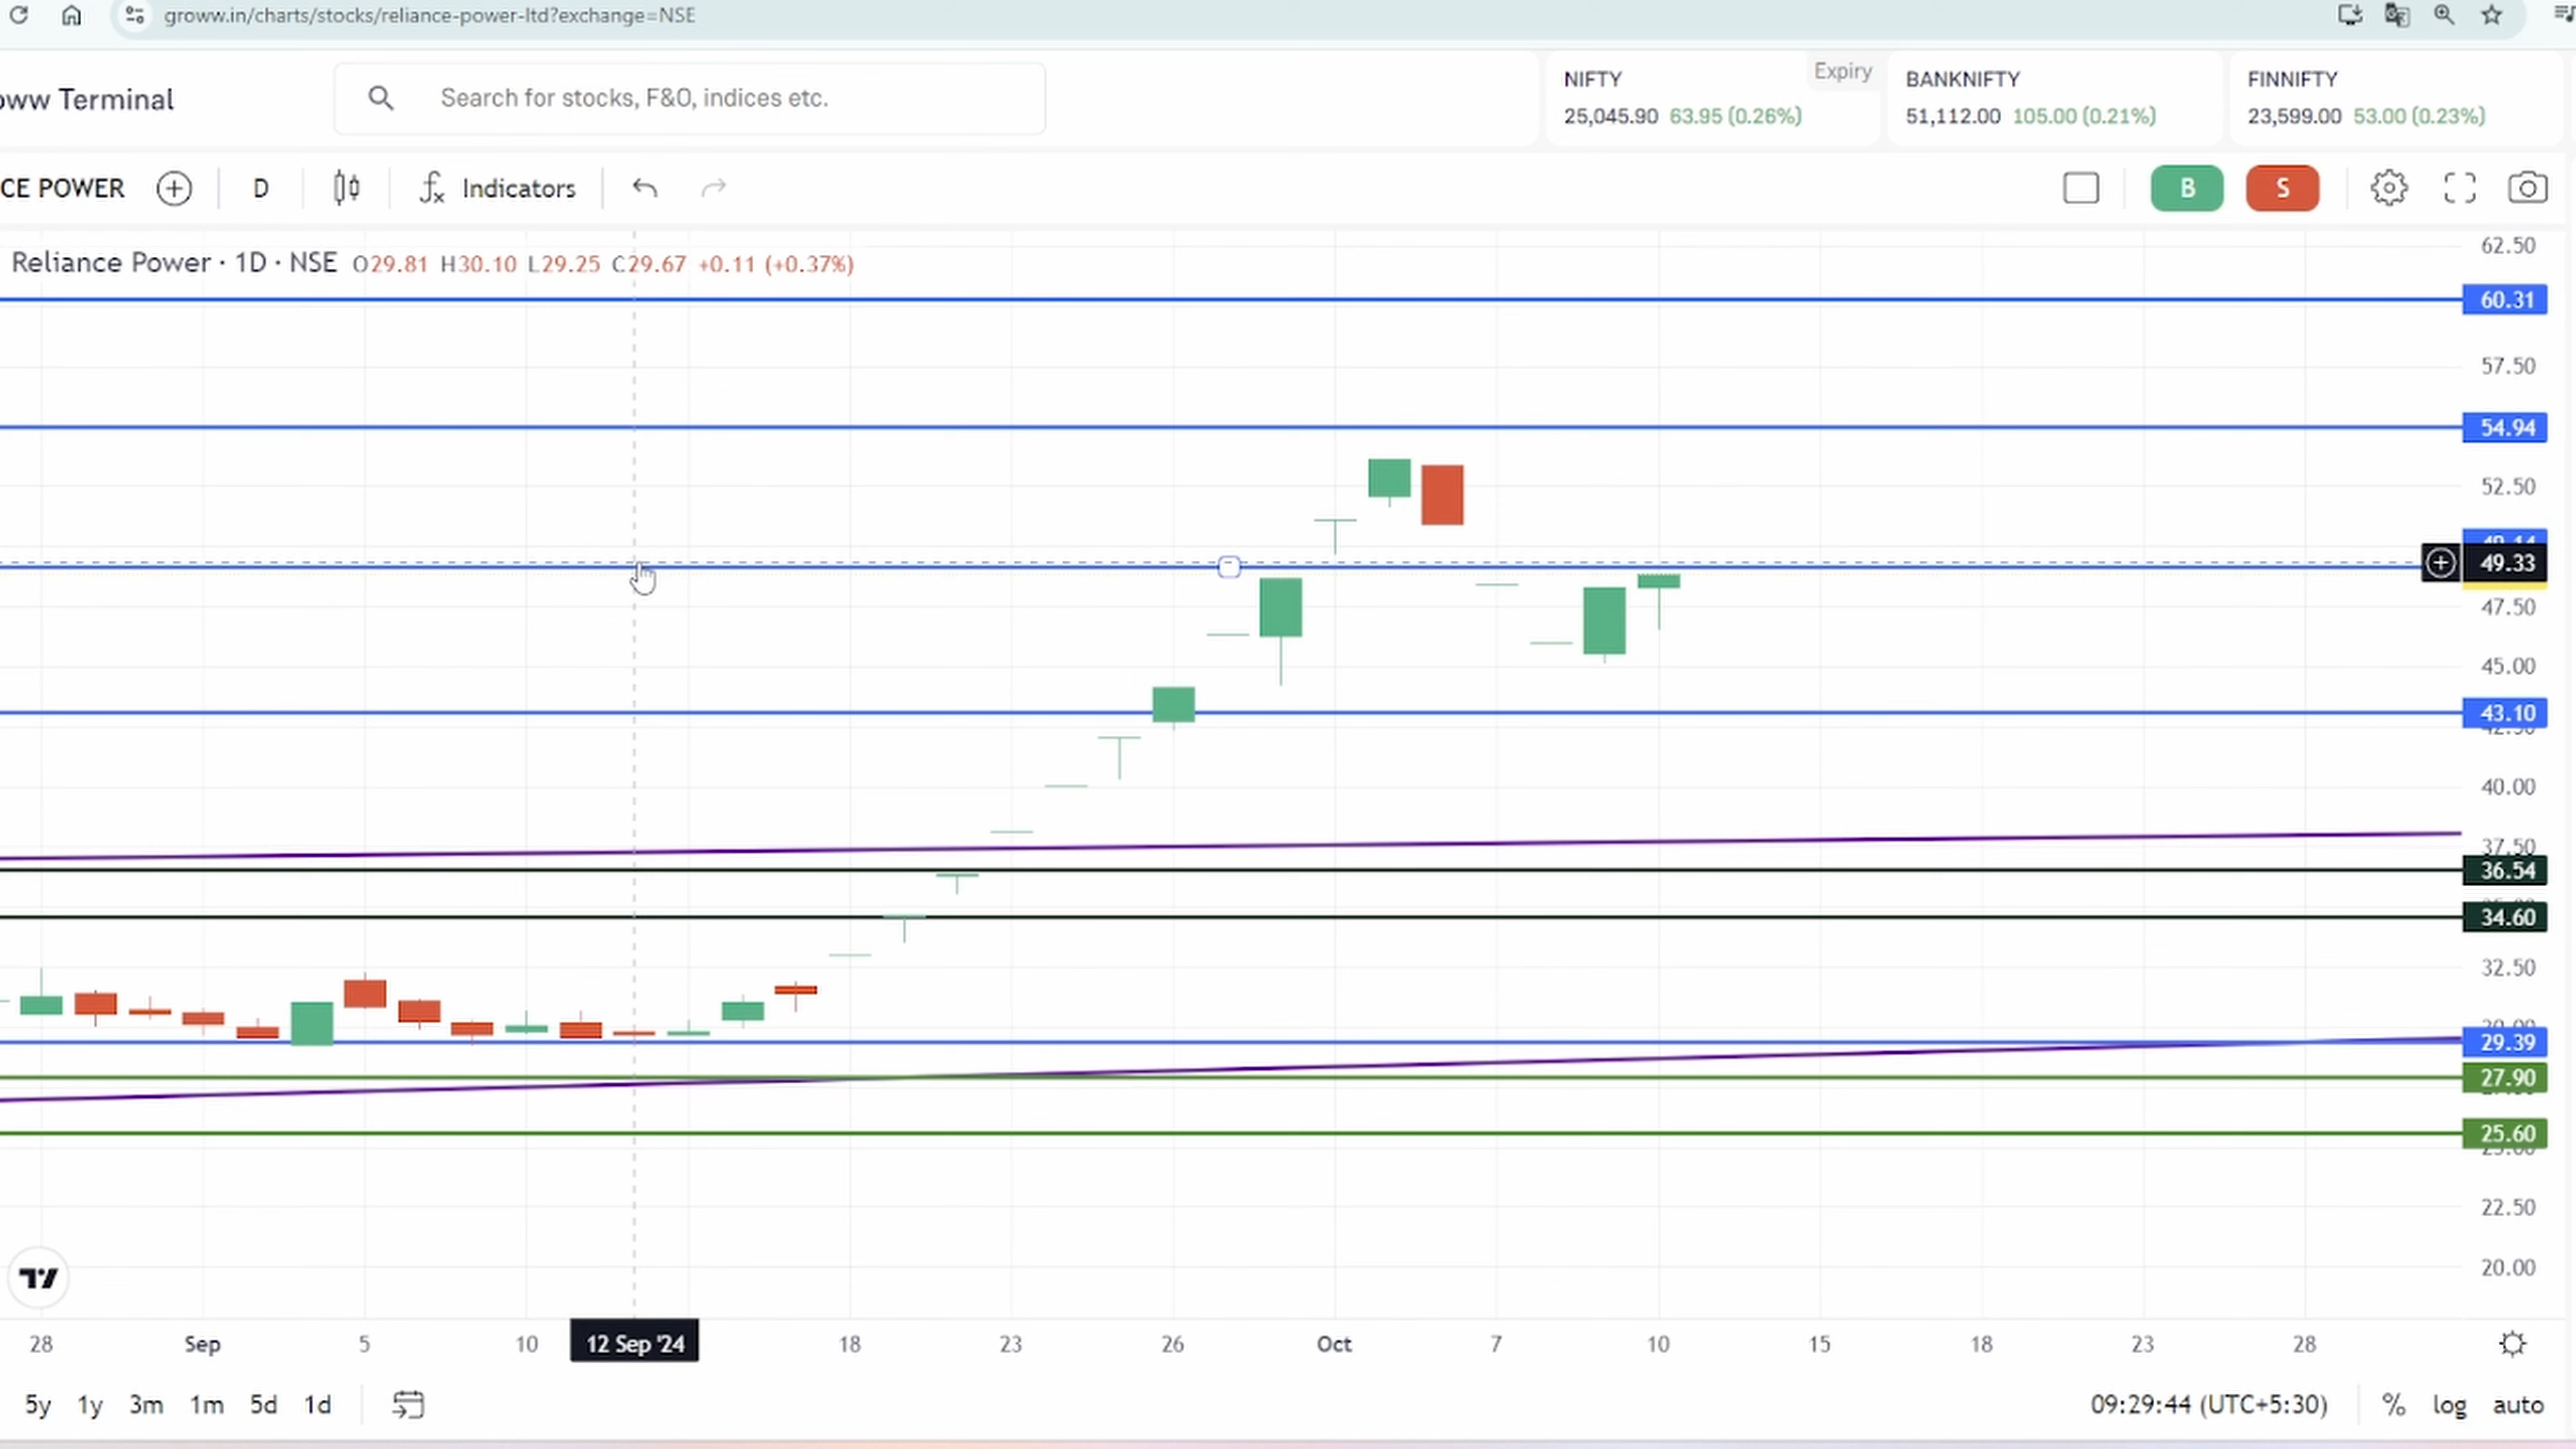 groww.in/charts/stocks/reliance-power-ltd?exchange=NSE
oww Terminal
Search for stocks, F&O, indices etc.
NIFTY
Expiry
25,045.90 63.95 (0.26%)
BANKNIFTY
51,112.00 105.00 (0.21%)
FINNIFTY
23,599.00 53.00 (0.23%)
CE POWER
D
Indicators
B
S
Reliance Power · 1D · NSE O29.81 H30.10 L29.25 C29.67 +0.11 (+0.37%)
62.50
60.31
57.50
54.94
52.50
49.33
47.50
45.00
43.10
40.00
37.50
36.54
34.60
32.50
29.39
27.90
25.60
22.50
20.00
28 Sep 5 10 12 Sep '24 18 23 26 Oct 7 10 15 18 23 28
5y 1y 3m 1m 5d 1d
09:29:44 (UTC+5:30) % log auto